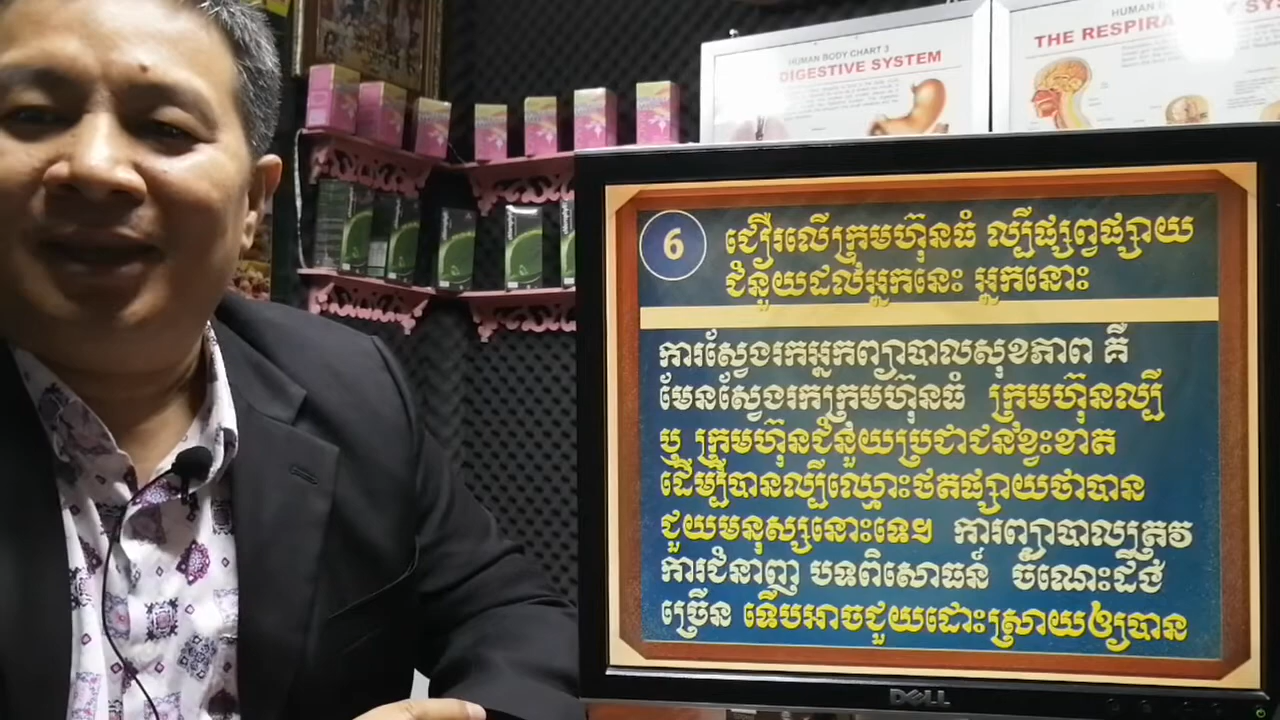 HUMAN BODY CHART 3
DIGESTIVE SYSTEM
HUMAN
THE RESPIRA
6
ជឿរលើក្រុមហ៊ុនធំ ល្បីផ្សព្វផ្សាយ
ជំនួយដល់អ្នកនេះ អ្នកនោះ
ការស្វែងរកអ្នកព្យាបាលសុខភាព គឺ
មែនស្វែងរកក្រុមហ៊ុនធំ ក្រុមហ៊ុនល្បី
ឬ ក្រុមហ៊ុនជំនួយប្រជាជនខ្វះខាត
ដើម្បីបានល្បីឈ្មោះថតផ្សាយថាបាន
ជួយមនុស្សនោះទេ។ ការព្យាបាលត្រូវ
ការជំនាញ បទពិសោធន៍ ចំណេះដឹង
ច្រើន ទើបអាចជួយដោះស្រាយឲ្យបាន
DELL